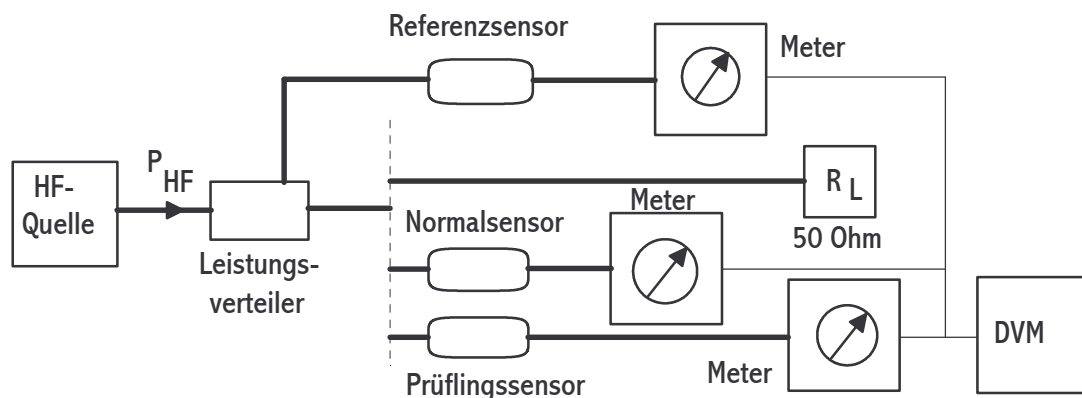 Referenzsensor
Meter
P HF
HF-
Quelle
R L
Meter
Normalsensor
50 Ohm
Leistungs-
verteiler
DVM
Meter
Prüflingssensor